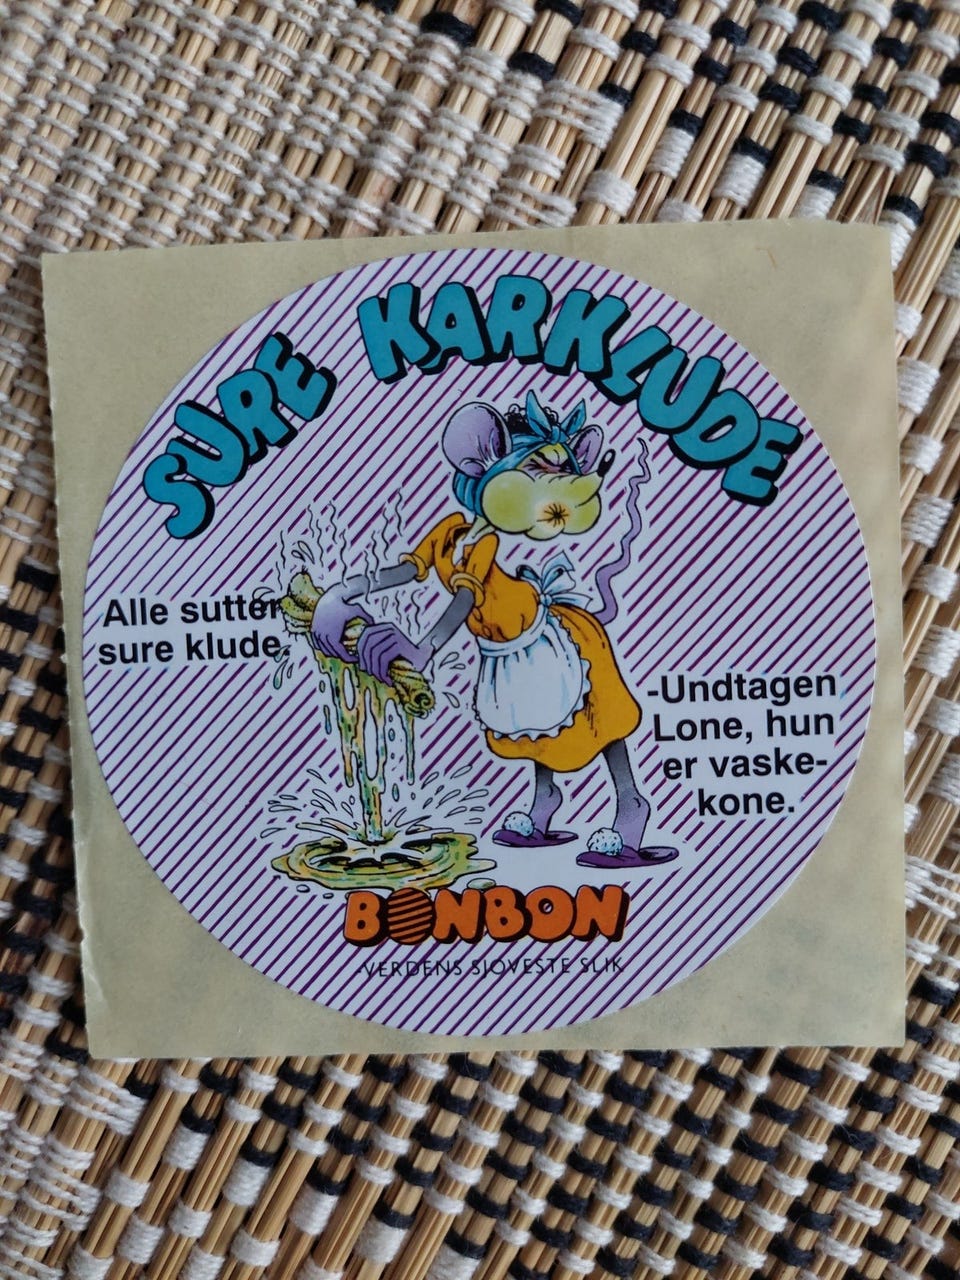 SURE KARKLUDE
Alle sutter
sure klude.
-Undtagen
Lone, hun
er vaske-
kone.
BONBON
-VERDENS SJOVESTE SLIK